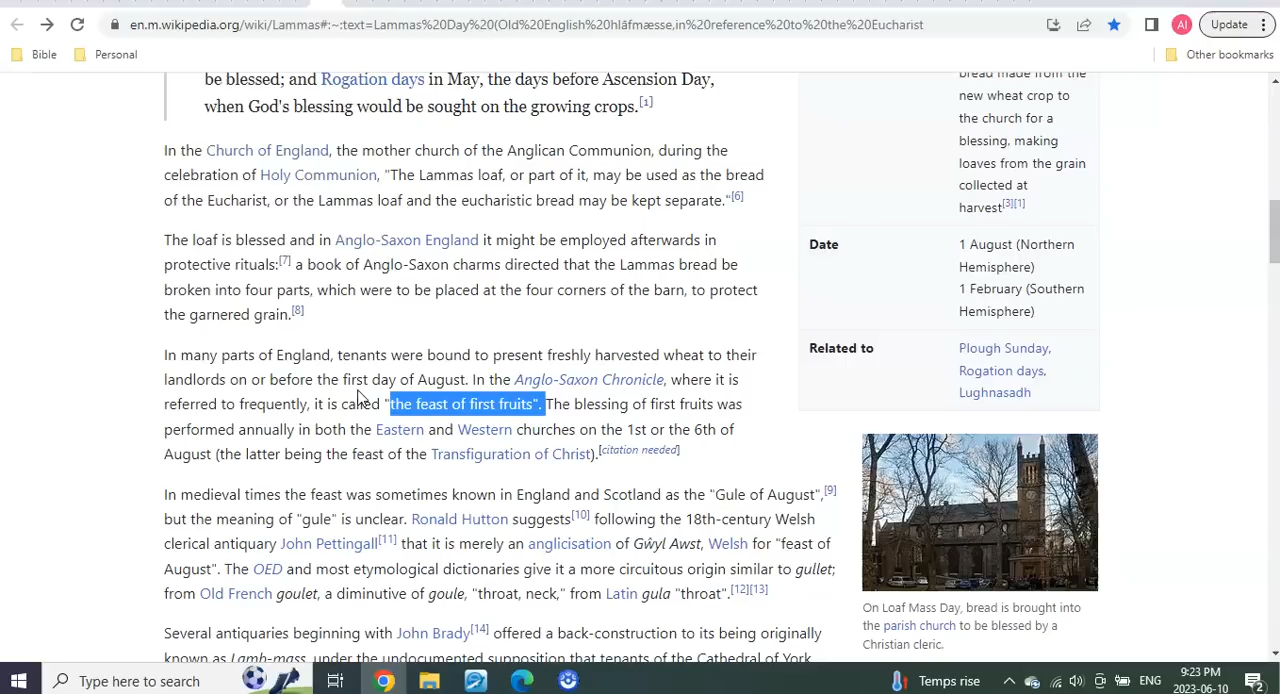 en.m.wikipedia.org/wiki/Lammas#:~:text=Lammas%20Day%20(Old%20English%20hlāfmæsse,in%20reference%20to%20the%20Eucharist
AI
Update
Bible
Personal
Other bookmarks
be blessed; and Rogation days in May, the days before Ascension Day,
when God's blessing would be sought on the growing crops.[1]
In the Church of England, the mother church of the Anglican Communion, during the
celebration of Holy Communion, "The Lammas loaf, or part of it, may be used as the bread
of the Eucharist, or the Lammas loaf and the eucharistic bread may be kept separate."[6]
The loaf is blessed and in Anglo-Saxon England it might be employed afterwards in
protective rituals:[7] a book of Anglo-Saxon charms directed that the Lammas bread be
broken into four parts, which were to be placed at the four corners of the barn, to protect
the garnered grain.[8]
In many parts of England, tenants were bound to present freshly harvested wheat to their
landlords on or before the first day of August. In the Anglo-Saxon Chronicle, where it is
referred to frequently, it is called "the feast of first fruits". The blessing of first fruits was
performed annually in both the Eastern and Western churches on the 1st or the 6th of
August (the latter being the feast of the Transfiguration of Christ).[citation needed]
In medieval times the feast was sometimes known in England and Scotland as the "Gule of August",[9]
but the meaning of "gule" is unclear. Ronald Hutton suggests[10] following the 18th-century Welsh
clerical antiquary John Pettingall[11] that it is merely an anglicisation of Gŵyl Awst, Welsh for "feast of
August". The OED and most etymological dictionaries give it a more circuitous origin similar to gullet;
from Old French goulet, a diminutive of goule, "throat, neck," from Latin gula "throat".[12][13]
Several antiquaries beginning with John Brady[14] offered a back-construction to its being originally
known as Lamb-mass, under the undocumented supposition that tenants of the Cathedral of York,
bread made from the
new wheat crop to
the church for a
blessing, making
loaves from the grain
collected at
harvest[3][1]
Date
1 August (Northern
Hemisphere)
1 February (Southern
Hemisphere)
Related to
Plough Sunday,
Rogation days,
Lughnasadh
On Loaf Mass Day, bread is brought into
the parish church to be blessed by a
Christian cleric.
Type here to search
Temps rise
ENG
9:23 PM
2023-06-10
2